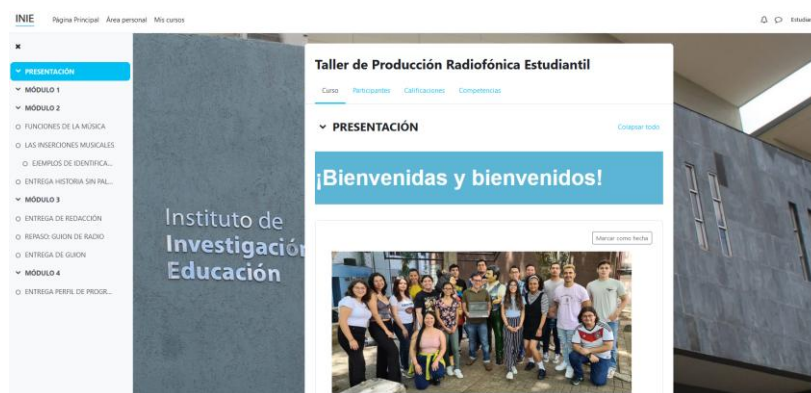 INIE
Página Principal
Área personal
Mis cursos
PRESENTACIÓN
MÓDULO 1
MÓDULO 2
FUNCIONES DE LA MÚSICA
LAS INSERCIONES MUSICALES
EJEMPLOS DE IDENTIFICA...
ENTREGA HISTORIA SIN PAL...
MÓDULO 3
ENTREGA DE REDACCIÓN
REPASO: GUION DE RADIO
ENTREGA DE GUION
MÓDULO 4
ENTREGA PERFIL DE PROGR...
Instituto de
Investigación
Educación
Taller de Producción Radiofónica Estudiantil
Curso
Participantes
Calificaciones
Competencias
PRESENTACIÓN
Colapsar todo
¡Bienvenidas y bienvenidos!
Marcar como hecha